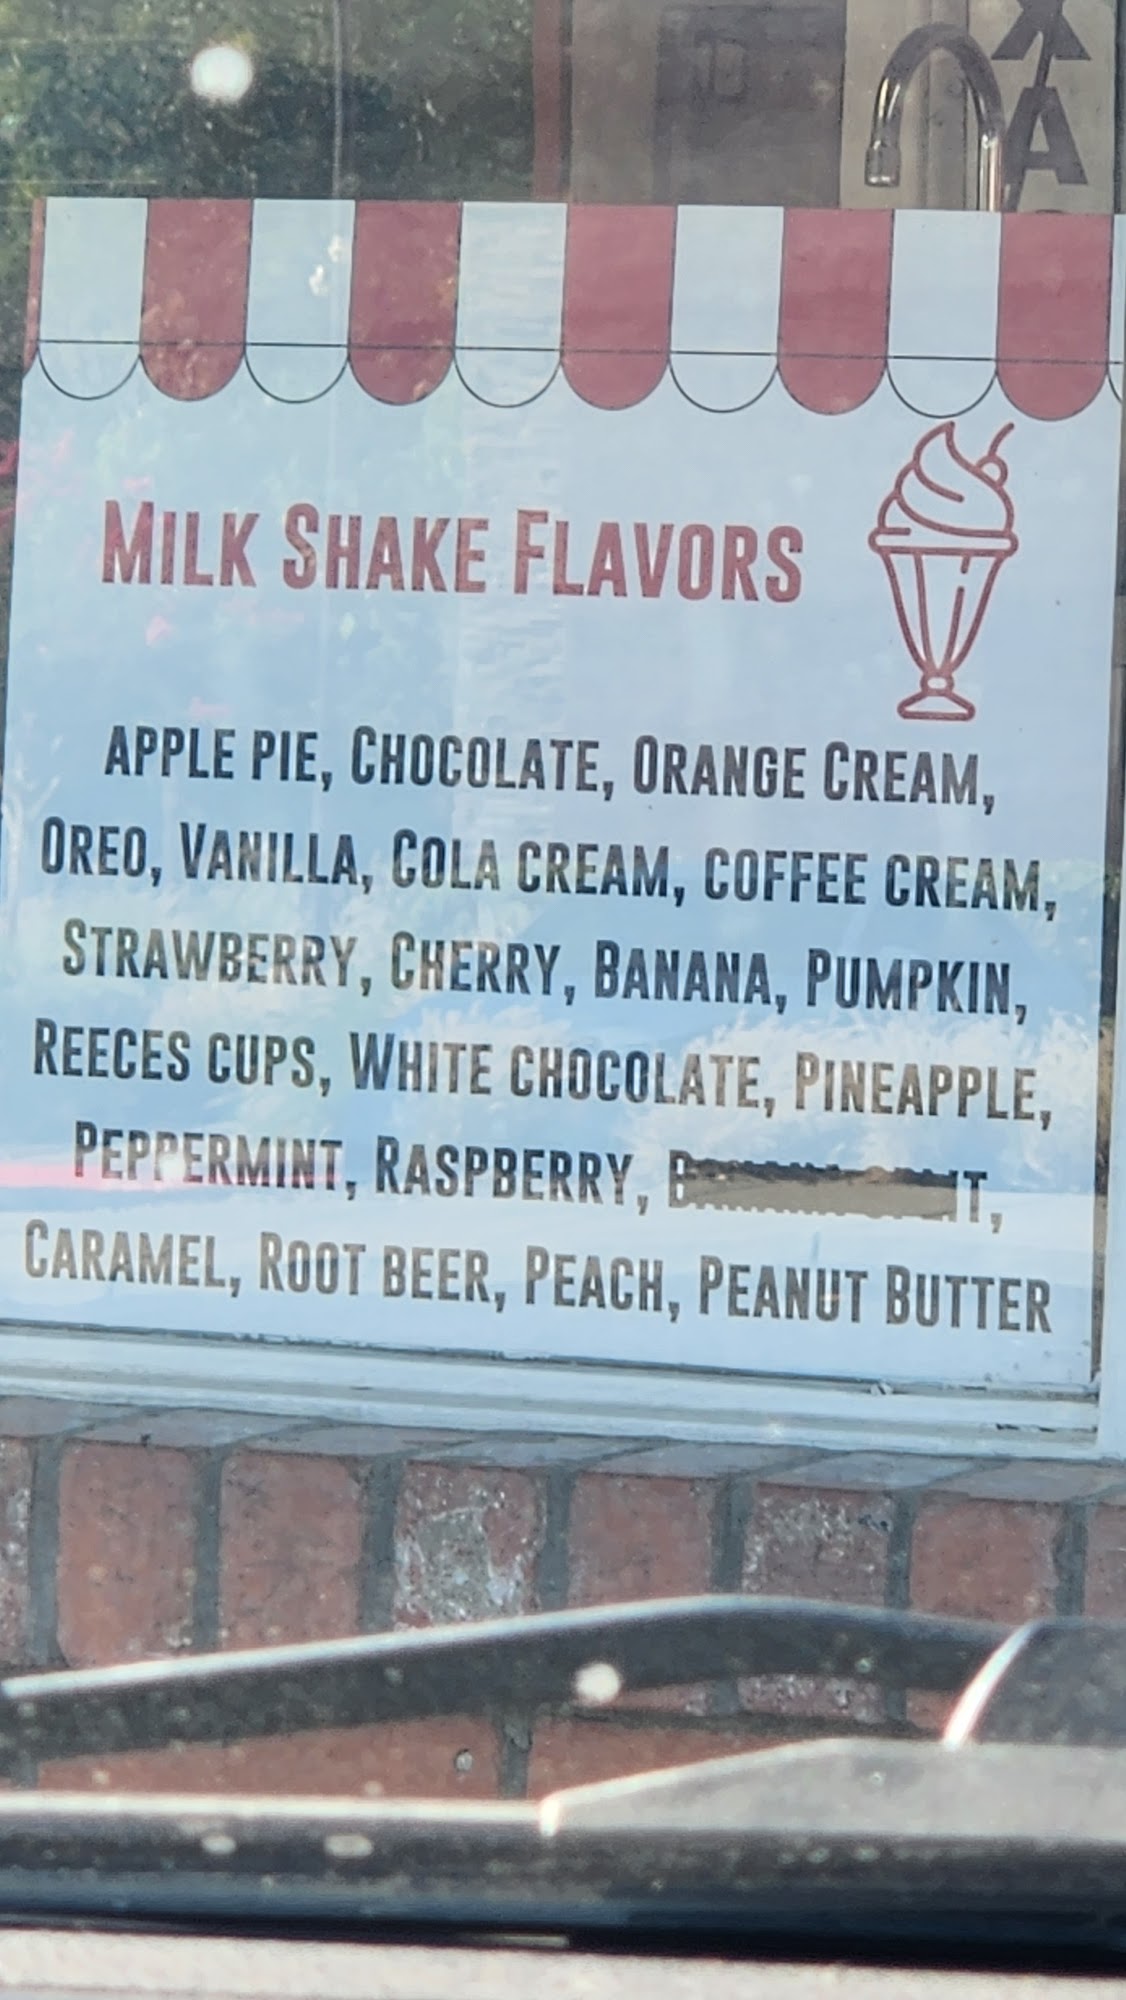 X
A
Milk Shake Flavors
apple pie, Chocolate, Orange Cream,
Oreo, Vanilla, Cola cream, coffee cream,
Strawberry, Cherry, Banana, Pumpkin,
Reeces cups, White chocolate, Pineapple,
Peppermint, Raspberry,
Caramel, Root beer, Peach, Peanut Butter